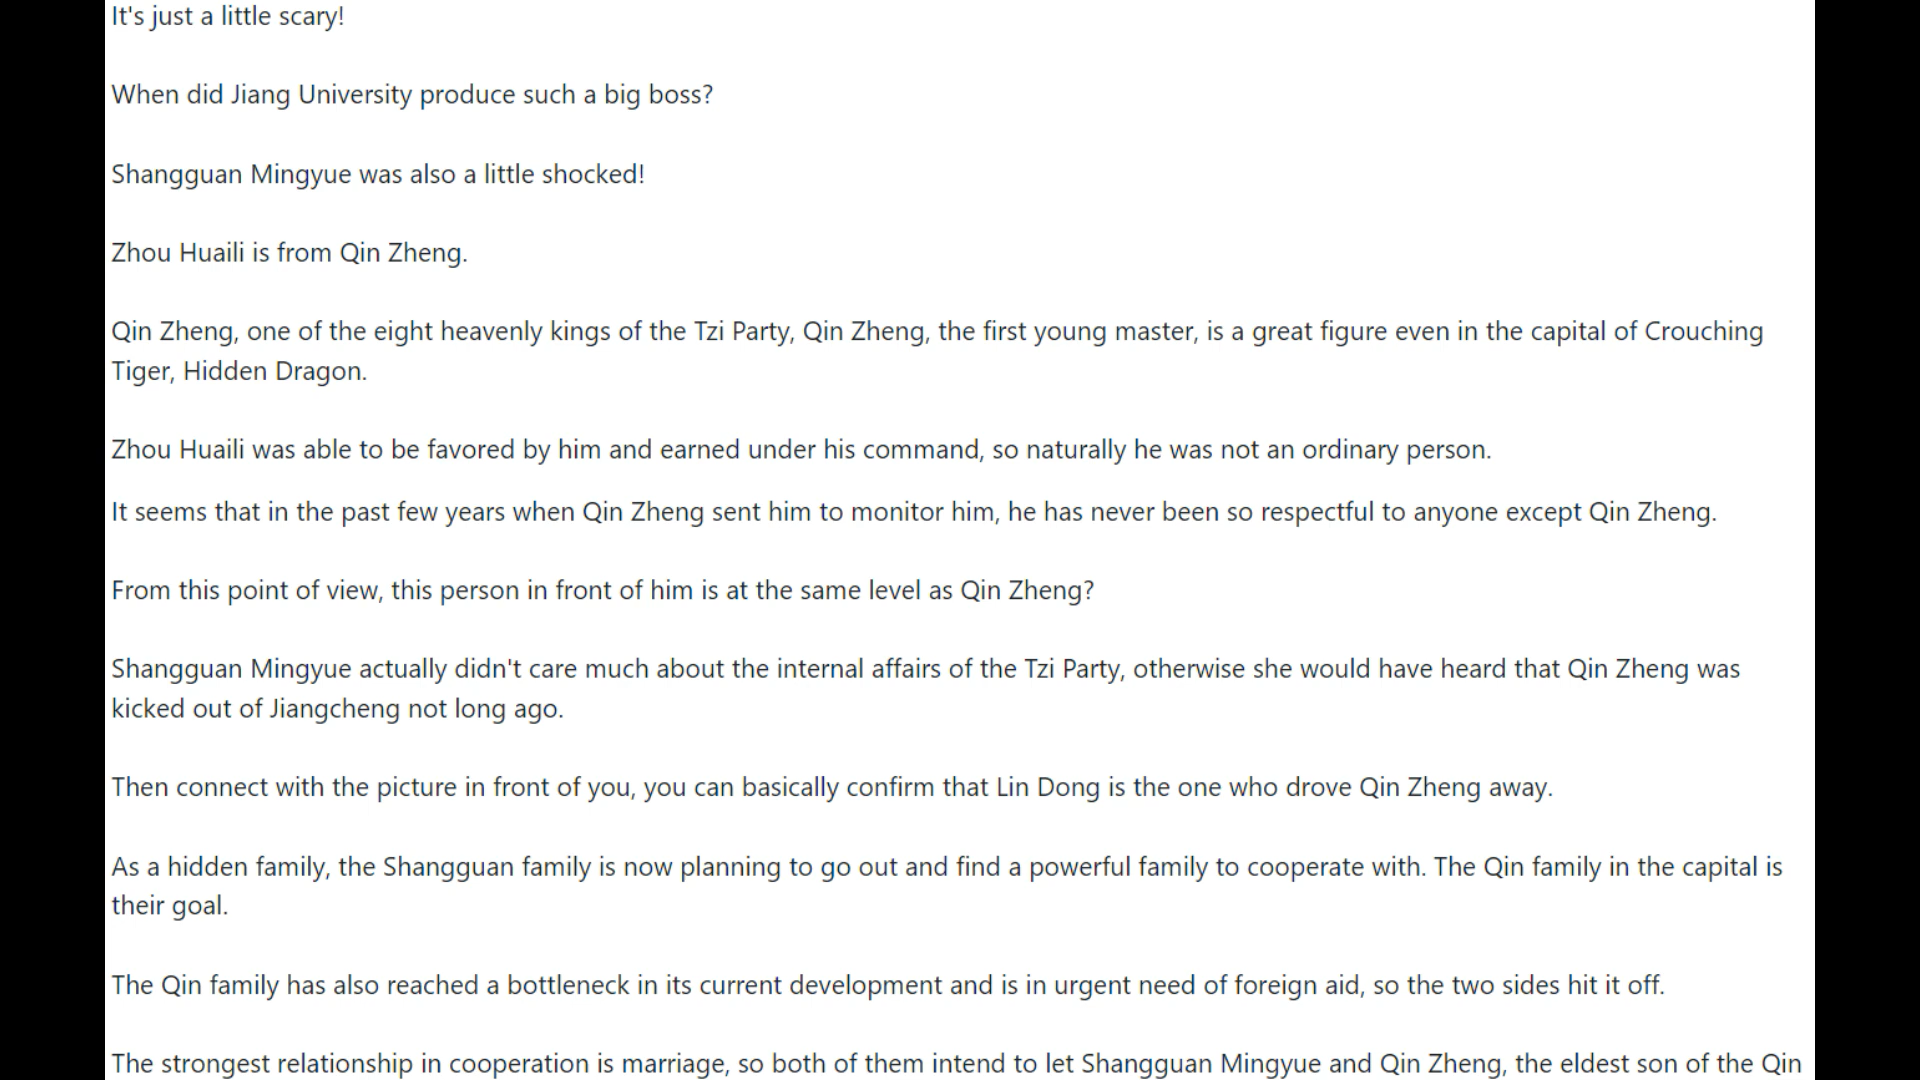 It's just a little scary!
When did Jiang University produce such a big boss?
Shangguan Mingyue was also a little shocked!
Zhou Huaili is from Qin Zheng.
Qin Zheng, one of the eight heavenly kings of the Tzi Party, Qin Zheng, the first young master, is a great figure even in the capital of Crouching
Tiger, Hidden Dragon.
Zhou Huaili was able to be favored by him and earned under his command, so naturally he was not an ordinary person.
It seems that in the past few years when Qin Zheng sent him to monitor him, he has never been so respectful to anyone except Qin Zheng.
From this point of view, this person in front of him is at the same level as Qin Zheng?
Shangguan Mingyue actually didn't care much about the internal affairs of the Tzi Party, otherwise she would have heard that Qin Zheng was
kicked out of Jiangcheng not long ago.
Then connect with the picture in front of you, you can basically confirm that Lin Dong is the one who drove Qin Zheng away.
As a hidden family, the Shangguan family is now planning to go out and find a powerful family to cooperate with. The Qin family in the capital is
their goal.
The Qin family has also reached a bottleneck in its current development and is in urgent need of foreign aid, so the two sides hit it off.
The strongest relationship in cooperation is marriage, so both of them intend to let Shangguan Mingyue and Qin Zheng, the eldest son of the Qin